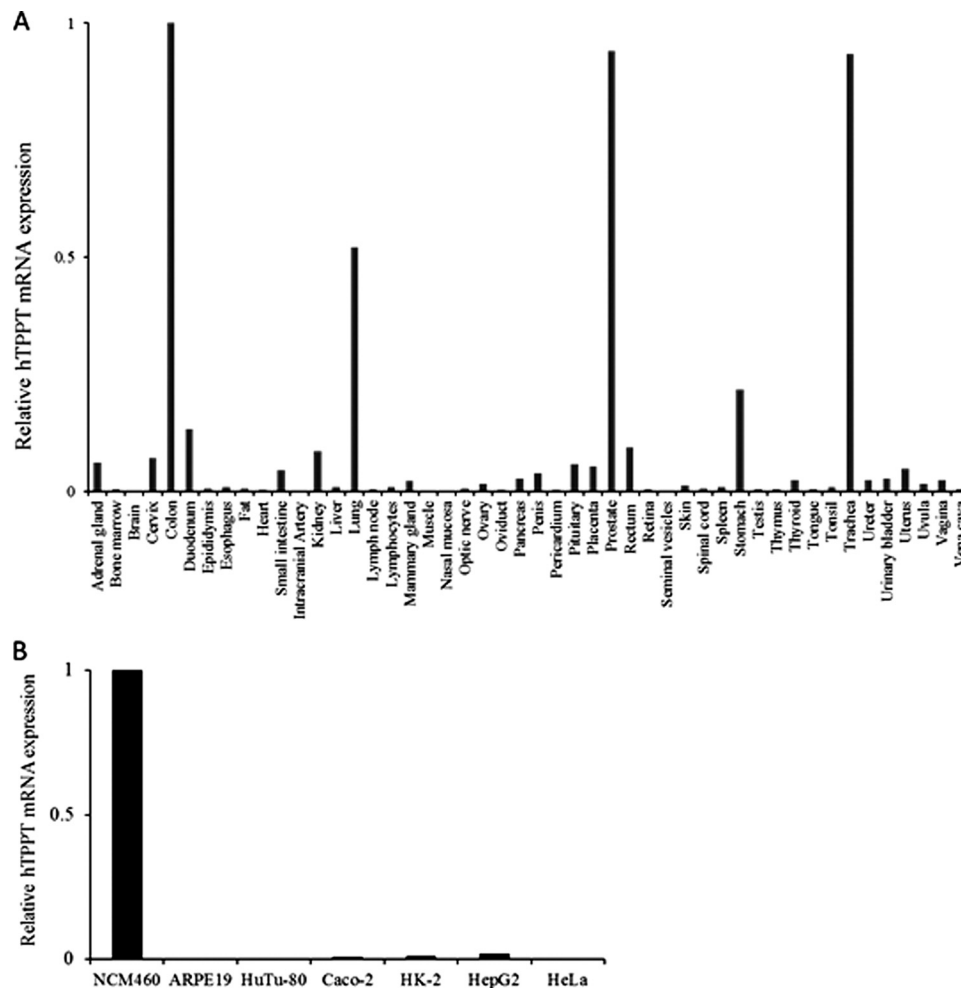 A
1
0.5
0
Relative hTPPT mRNA expression
Adrenal gland
Bone marrow
Brain
Cervix
Colon
Duodenum
Epididymis
Esophagus
Fat
Heart
Small intestine
Intracranial Artery
Kidney
Liver
Lung
Lymph node
Lymphocytes
Mammary gland
Muscle
Nasal mucosa
Optic nerve
Ovary
Oviduct
Pancreas
Penis
Pericardium
Pitutitary
Placenta
Prostate
Rectum
Retina
Seminal vesicles
Skin
Spinal cord
Spleen
Stomach
Testis
Thymus
Thyroid
Tongue
Tonsil
Trachea
Ureter
Urinary bladder
Uterus
Uvula
Vagina
B
1
0.5
0
Relative hTPPT mRNA expression
NCM460 ARPE19 HuTu-80 Caco-2 HK-2 HepG2 HeLa